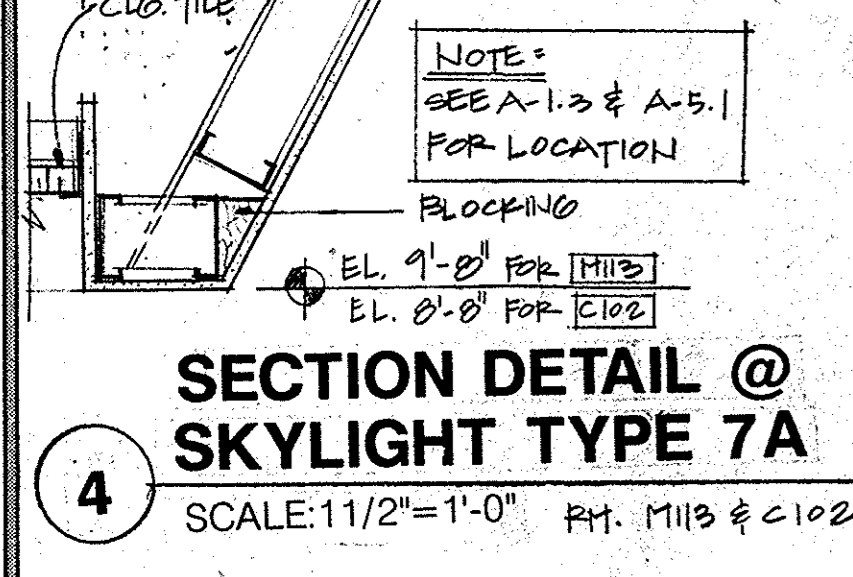 CLG. TILE
NOTE:
SEE A-1.3 & A-5.1
FOR LOCATION
BLOCKING
EL. 9'-8" FOR M113
EL. 8'-8" FOR C102
SECTION DETAIL @
SKYLIGHT TYPE 7A
4
SCALE:11/2"=1'-0" RM. M113 & C102